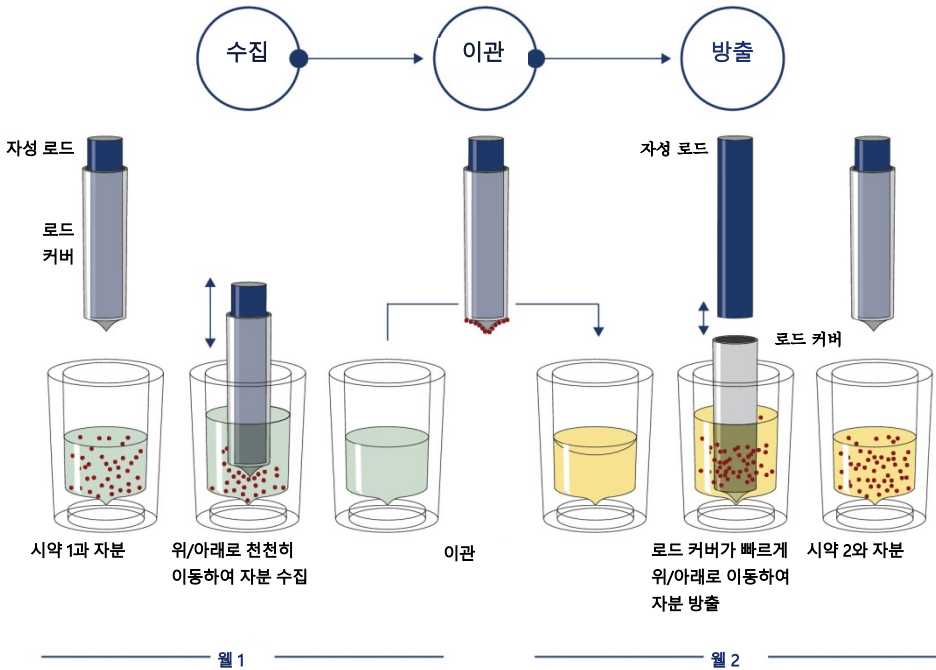 수집
이관
방출
자성 로드
로드
커버
자성 로드
로드 커버
시약 1과 자분
위/아래로 천천히
이동하여 자분 수집
이관
로드 커버가 빠르게
위/아래로 이동하여
자분 방출
시약 2와 자분
웰 1
웰 2